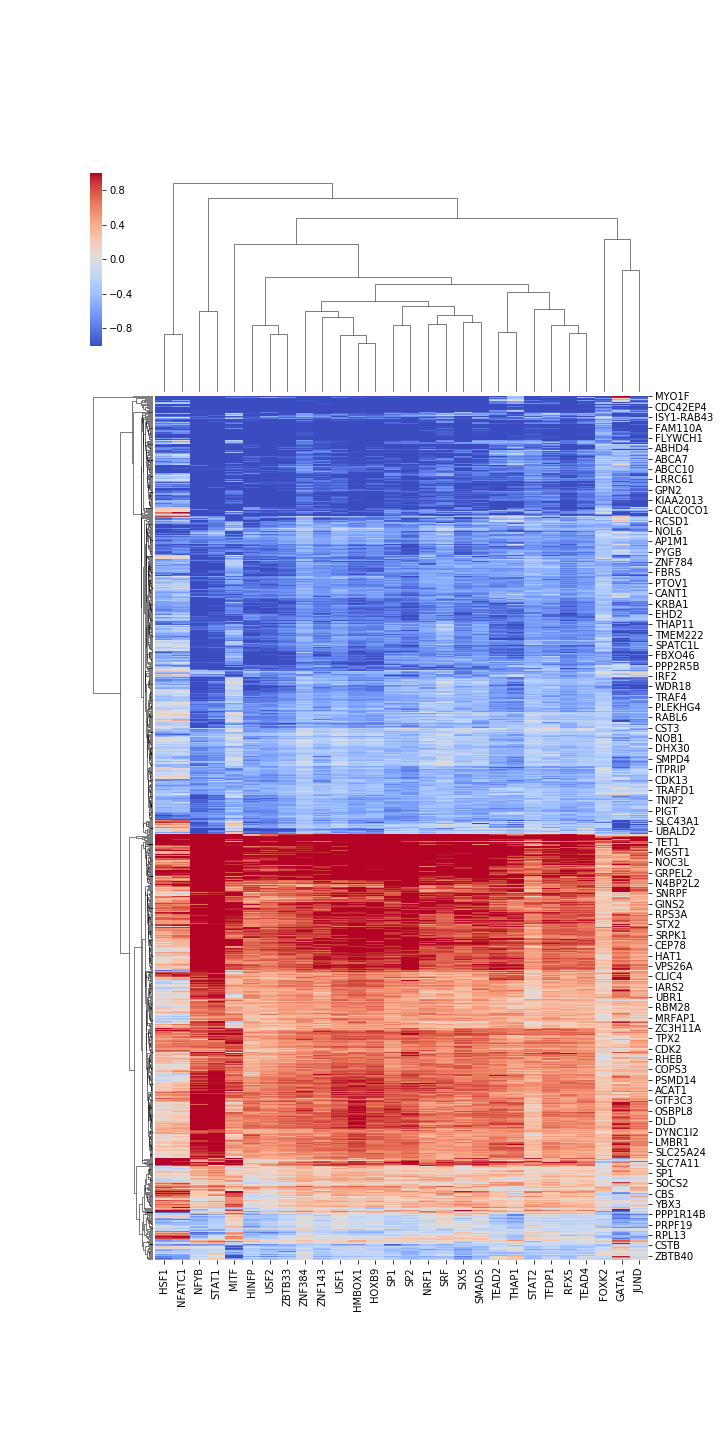 0.8
0.4
0.0
−0.4
−0.8
MYO1F
CDC42EP4
ISY1-RAB43
FAM110A
FLYWCH1
ABHD4
ABCA7
ABCC10
LRRC61
GPN2
KIAA2013
CALCOCO1
RCSD1
NOL6
AP1M1
PYGB
ZNF784
FBRS
PTOV1
CANT1
KRBA1
EHD2
THAP11
TMEM222
SPATC1L
FBXO46
PPP2R5B
IRF2
WDR18
TRAF4
PLEKHG4
RABL6
CST3
NOB1
DHX30
SMPD4
ITPRIP
CDK13
TRAFD1
TNIP2
PIGT
SLC43A1
UBALD2
TET1
MGST1
NOC3L
GRPEL2
N4BP2L2
SNRPF
GINS2
RPS3A
STX2
SRPK1
CEP78
HAT1
VPS26A
CLIC4
IARS2
UBR1
RBM28
MRFAP1
ZC3H11A
TPX2
CDK2
RHEB
COPS3
PSMD14
ACAT1
GTF3C3
OSBPL8
DLD
DYNC1I2
LMBR1
SLC25A24
SLC7A11
SP1
SOCS2
CBS
YBX3
PPP1R14B
PRPF19
RPL13
CSTB
ZBTB40
HSF1
NFATC1
NFYB
STAT1
MITF
HINFP
USF2
ZBTB33
ZNF384
ZNF143
USF1
HMBOX1
HOXB9
SP1
SP2
NRF1
SRF
SIX5
SMAD5
TEAD2
THAP1
STAT2
TFDP1
RFX5
TEAD4
FOXK2
GATA1
JUND